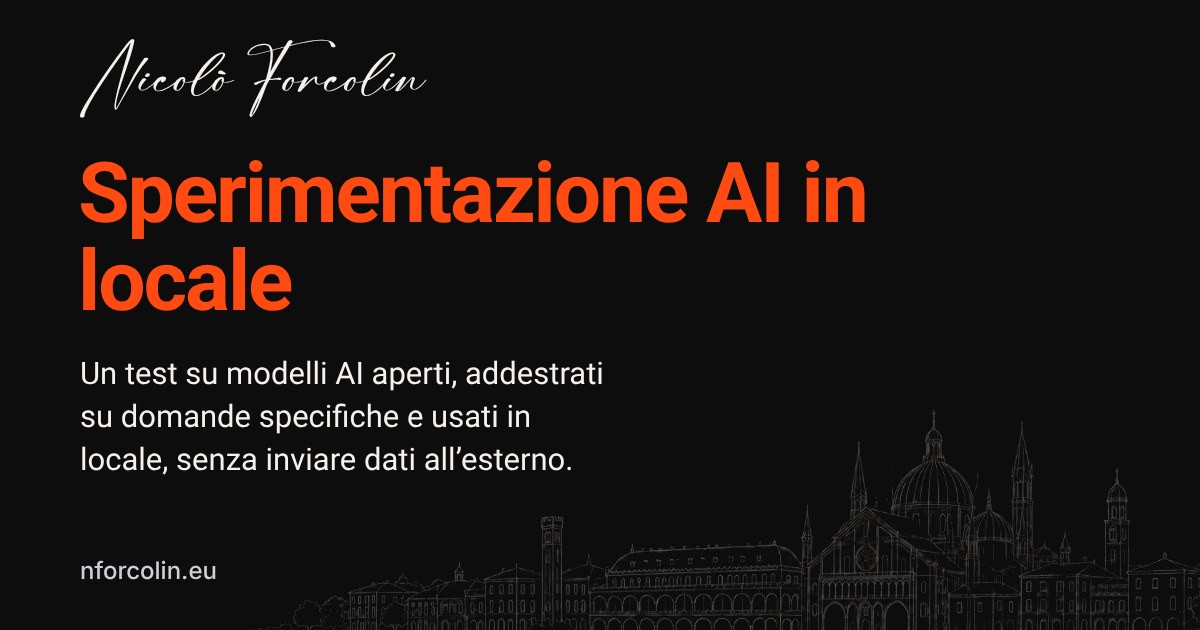 Nicolò Forcolin
Sperimentazione AI in
locale
Un test su modelli AI aperti, addestrati
su domande specifiche e usati in
locale, senza inviare dati all’esterno.
nforcolin.eu